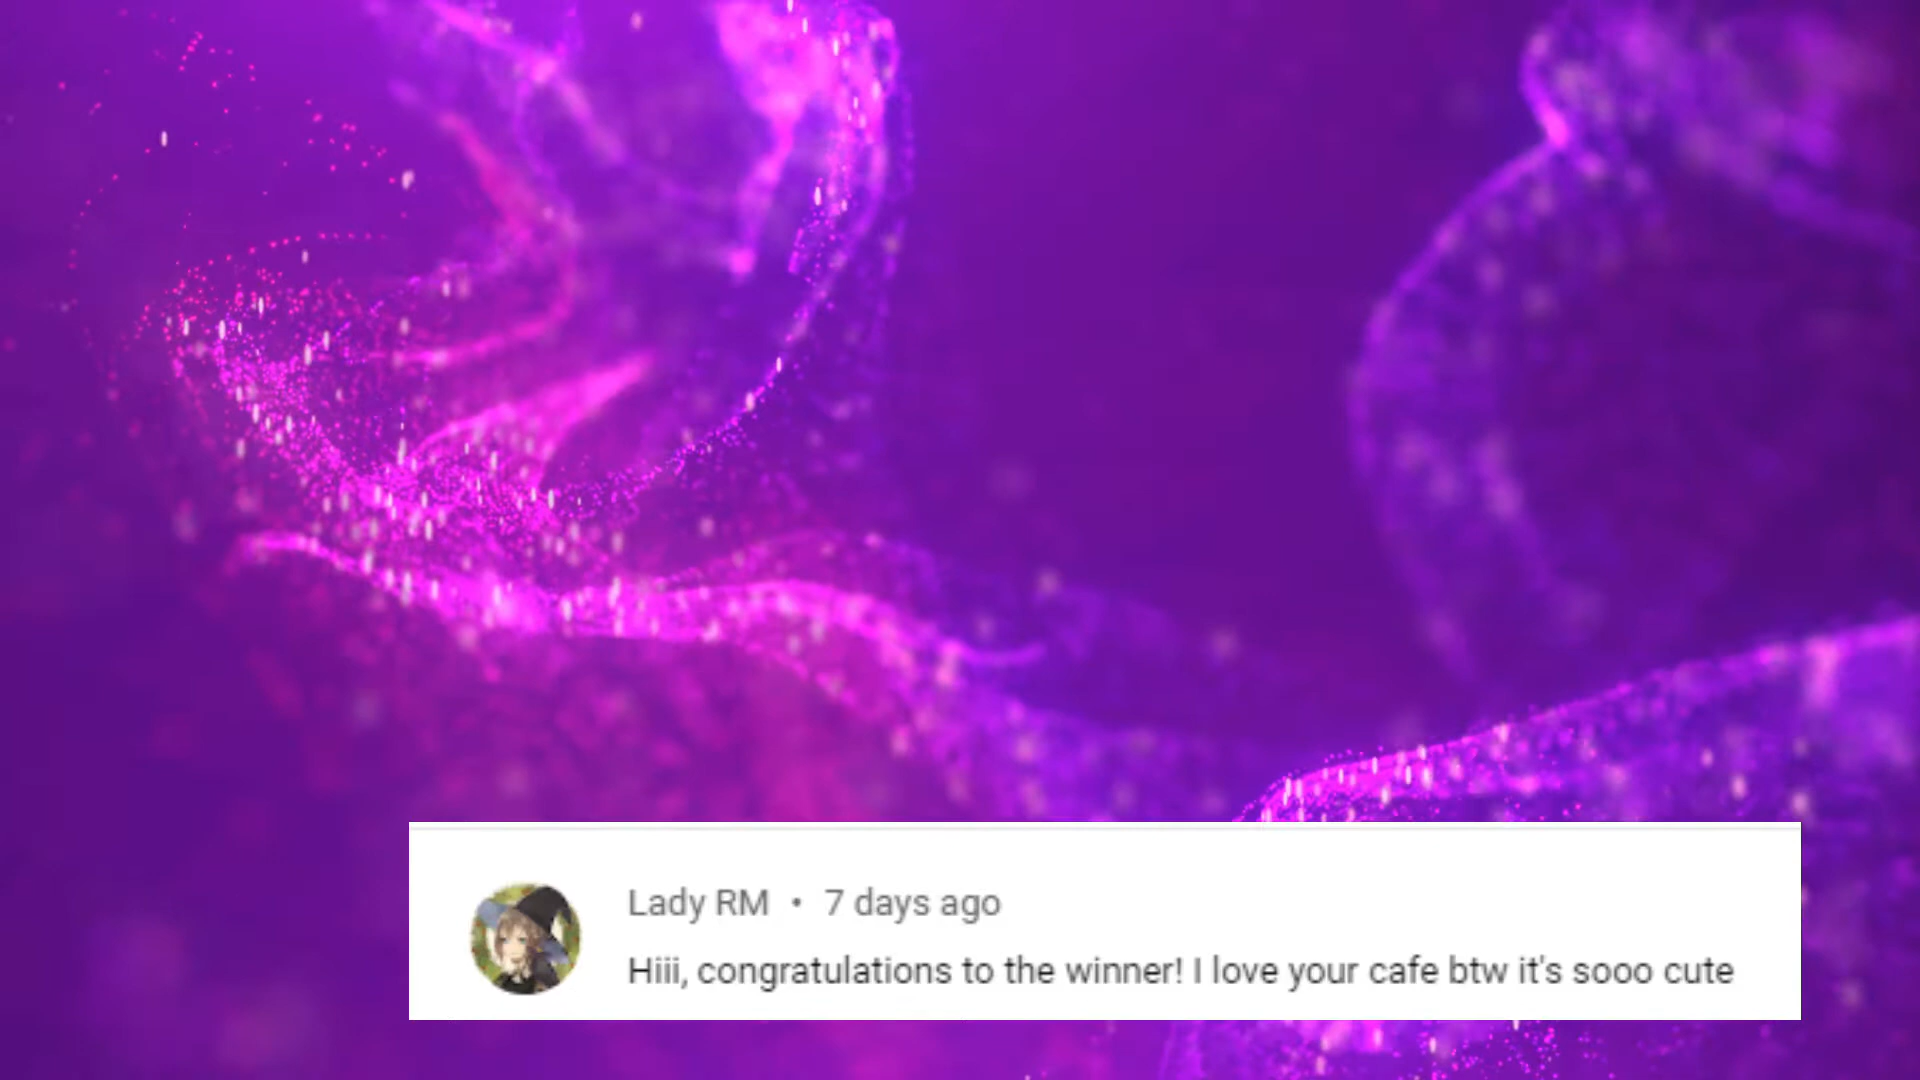 Lady RM • 7 days ago
Hiii, congratulations to the winner! I love your cafe btw it's sooo cute